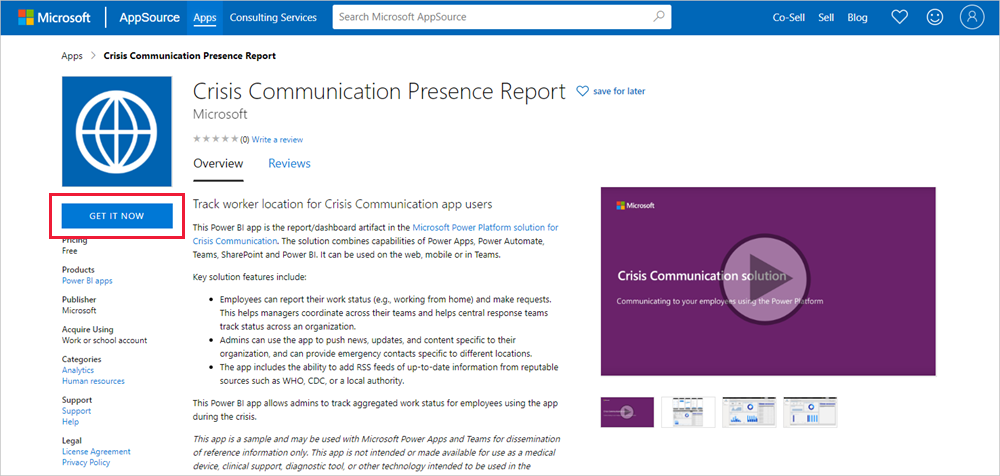 Microsoft AppSource Apps Consulting Services Search Microsoft AppSource Co-Sell Sell Blog
Apps > Crisis Communication Presence Report
Crisis Communication Presence Report save for later
Microsoft
(0) Write a review
Overview Reviews
GET IT NOW
Pricing
Free
Products
Power BI apps
Publisher
Microsoft
Acquire Using
Work or school account
Categories
Analytics
Human resources
Support
Support
Help
Legal
License Agreement
Privacy Policy
Track worker location for Crisis Communication app users
This Power BI app is the report/dashboard artifact in the Microsoft Power Platform solution for
Crisis Communication. The solution combines capabilities of Power Apps, Power Automate,
Teams, SharePoint and Power BI. It can be used on the web, mobile or in Teams.
Key solution features include:
• Employees can report their work status (e.g., working from home) and make requests.
This helps managers coordinate across their teams and helps central response teams
track status across an organization.
• Admins can use the app to push news, updates, and content specific to their
organization, and can provide emergency contacts specific to different locations.
• The app includes the ability to add RSS feeds of up-to-date information from reputable
sources such as WHO, CDC, or a local authority.
This Power BI app allows admins to track aggregated work status for employees using the app
during the crisis.
This app is a sample and may be used with Microsoft Power Apps and Teams for dissemination
of reference information only. This app is not intended or made available for use as a medical
device, clinical support, diagnostic tool, or other technology intended to be used in the
Microsoft
Crisis Communication solution
Communicating to your employees using the Power Platform